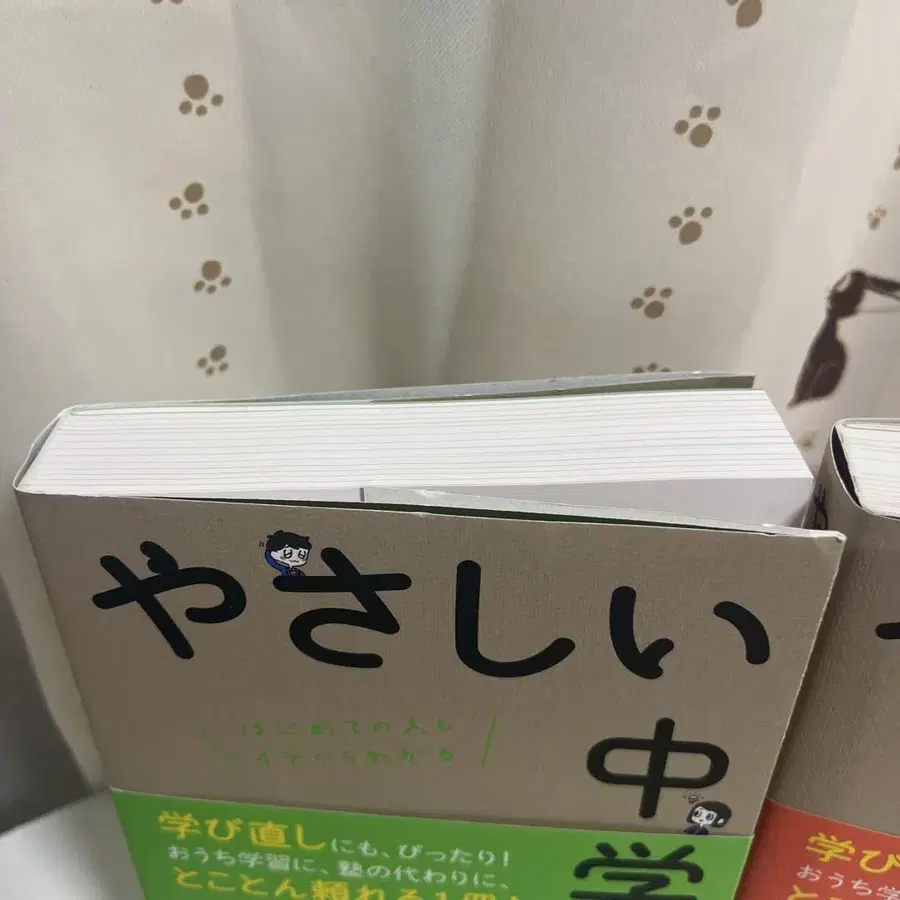 やさしい
中
学
はじめての人も
イチからわかる
学び直しにも、ぴったり!
おうち学習に、塾の代わりに、
とことん頼れる1冊!
学び
おうち学